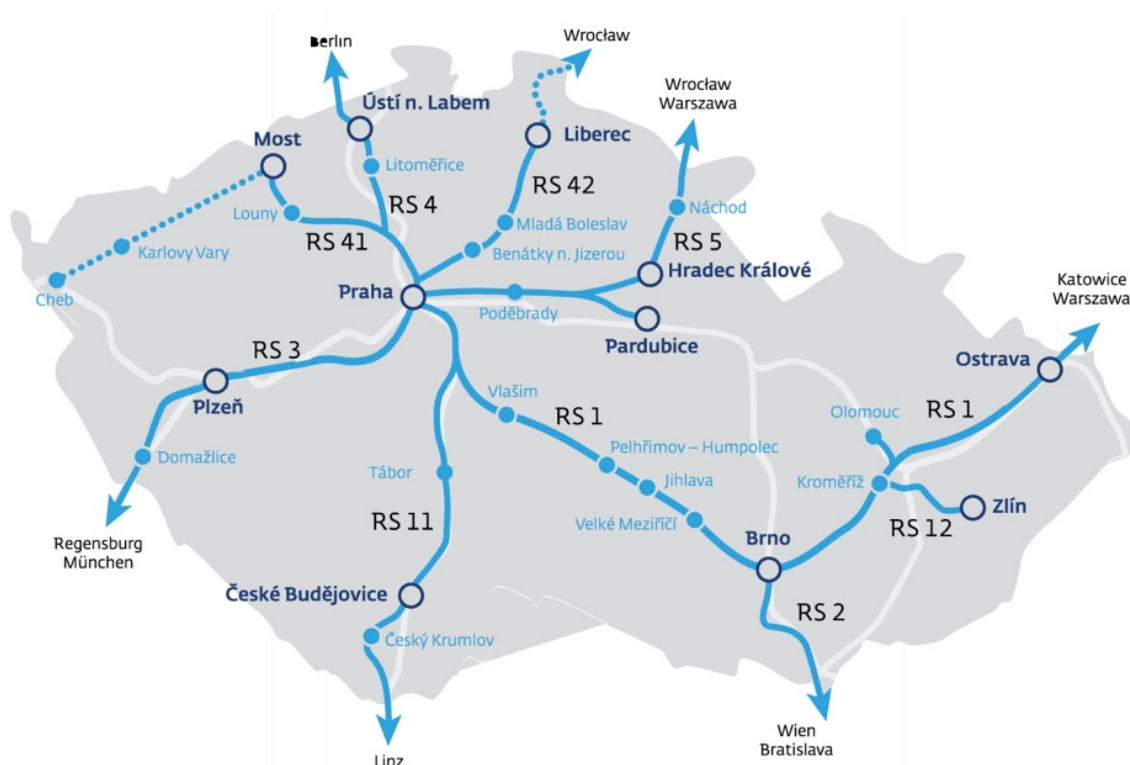 Berlin
Wrocław
Wrocław
Warszawa
Ústí n. Labem
Most
Liberec
Litoměřice
RS 42
RS 4
Louny
Náchod
Mladá Boleslav
RS 41
RS 5
Karlovy Vary
Benátky n. Jizerou
Hradec Králové
Cheb
Praha
Poděbrady
Katowice
Warszawa
Pardubice
RS 3
Ostrava
Plzeň
Vlašim
RS 1
Olomouc
RS 1
Domažlice
Tábor
Pelhřimov – Humpolec
Jihlava
Kroměříž
Velké Meziříčí
Zlín
RS 11
RS 12
Regensburg
München
Brno
České Budějovice
RS 2
Český Krumlov
Wien
Bratislava
Linz